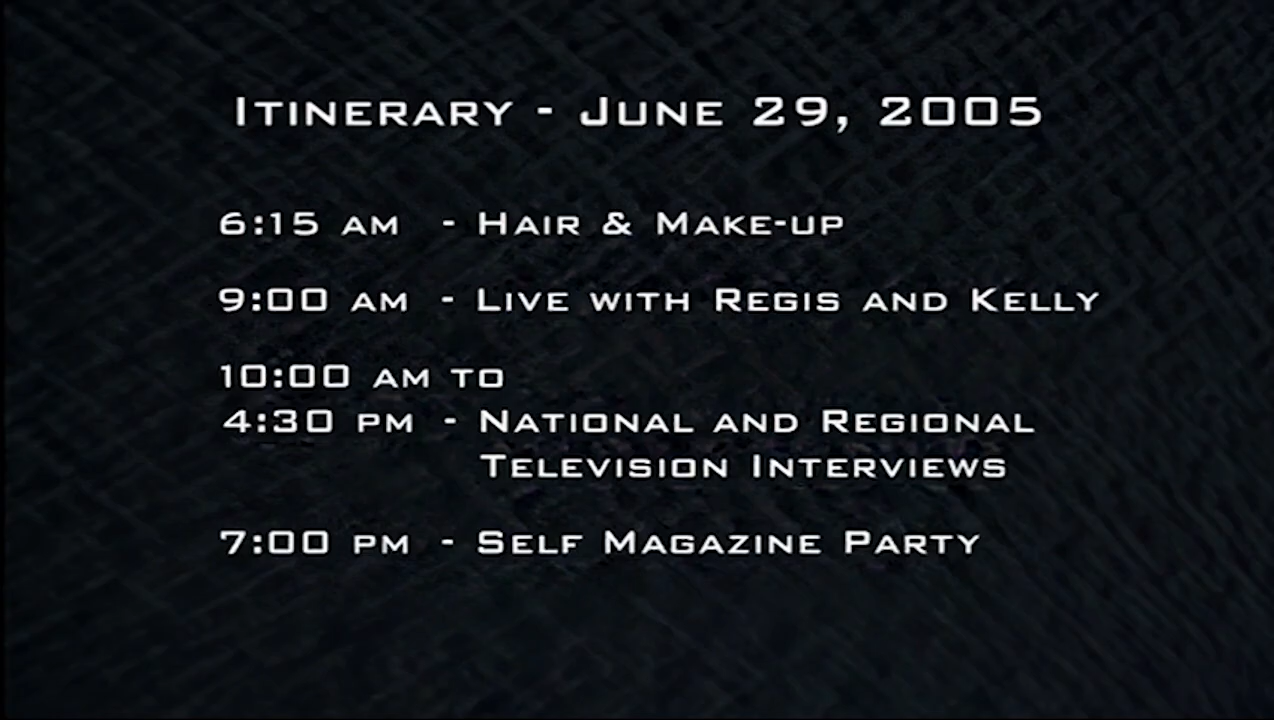 Itinerary - June 29, 2005
6:15 am - Hair & Make-up
9:00 am - Live with Regis and Kelly
10:00 am to
4:30 pm - National and Regional
Television Interviews
7:00 pm - Self Magazine Party